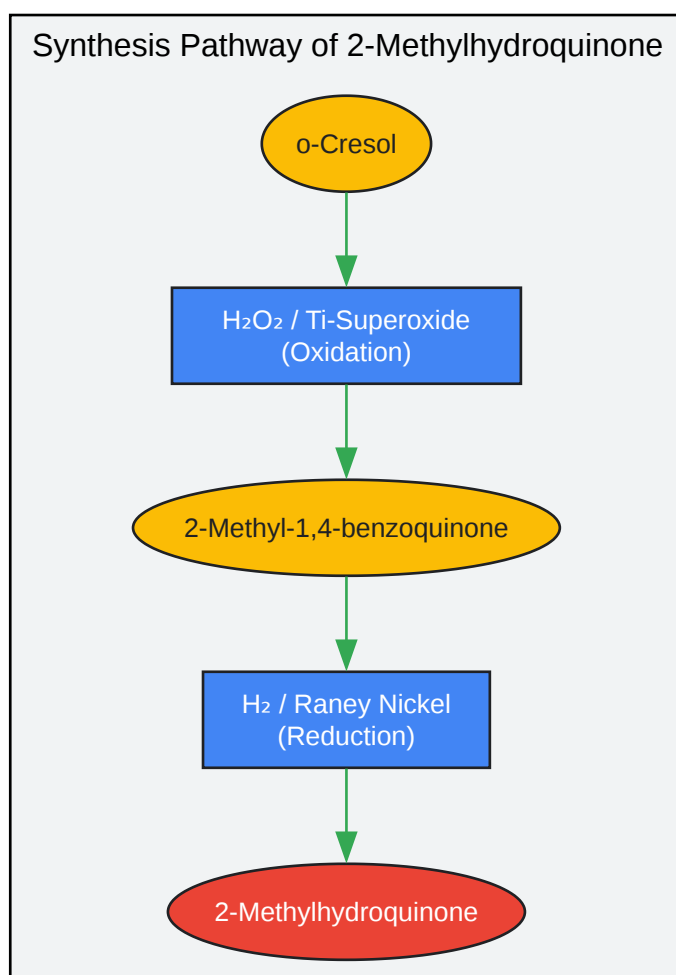 Synthesis Pathway of 2-Methylhydroquinone
o-Cresol
H₂O₂ / Ti-Superoxide
(Oxidation)
2-Methyl-1,4-benzoquinone
H₂ / Raney Nickel
(Reduction)
2-Methylhydroquinone